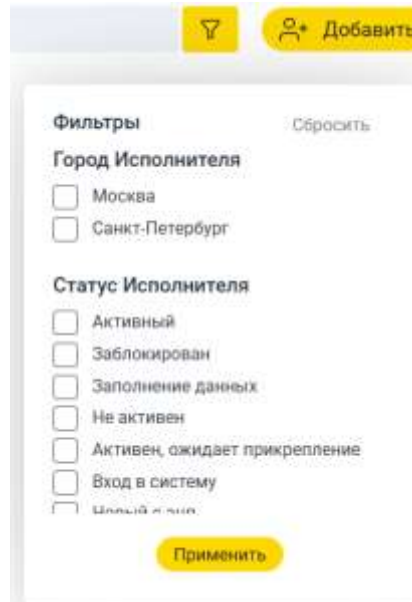 Добавить
Фильтры Сбросить
Город Исполнителя
Москва
Санкт-Петербург
Статус Исполнителя
Активный
Заблокирован
Заполнение данных
Не активен
Активен, ожидает прикрепление
Вход в систему
Применить